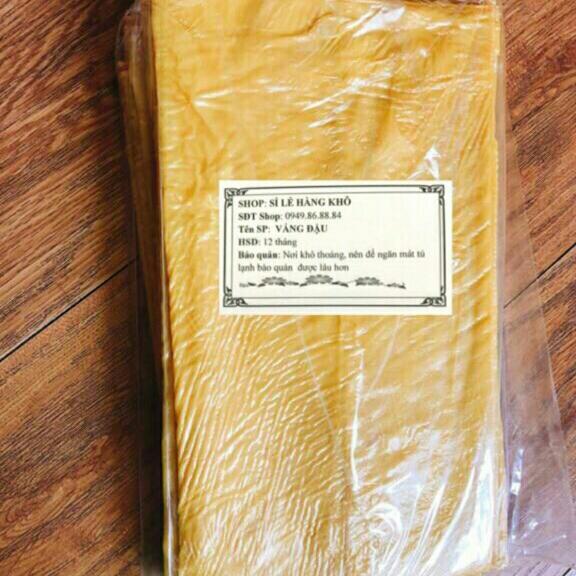 SHOP: SỈ LẺ HÀNG KHÔ
SĐT Shop: 0949.86.88.84
Tên SP: VÁNG ĐẬU
HSD: 12 tháng
Bảo quản: Nơi khô thoáng, nên để ngăn mát tủ
lạnh bảo quản được lâu hơn